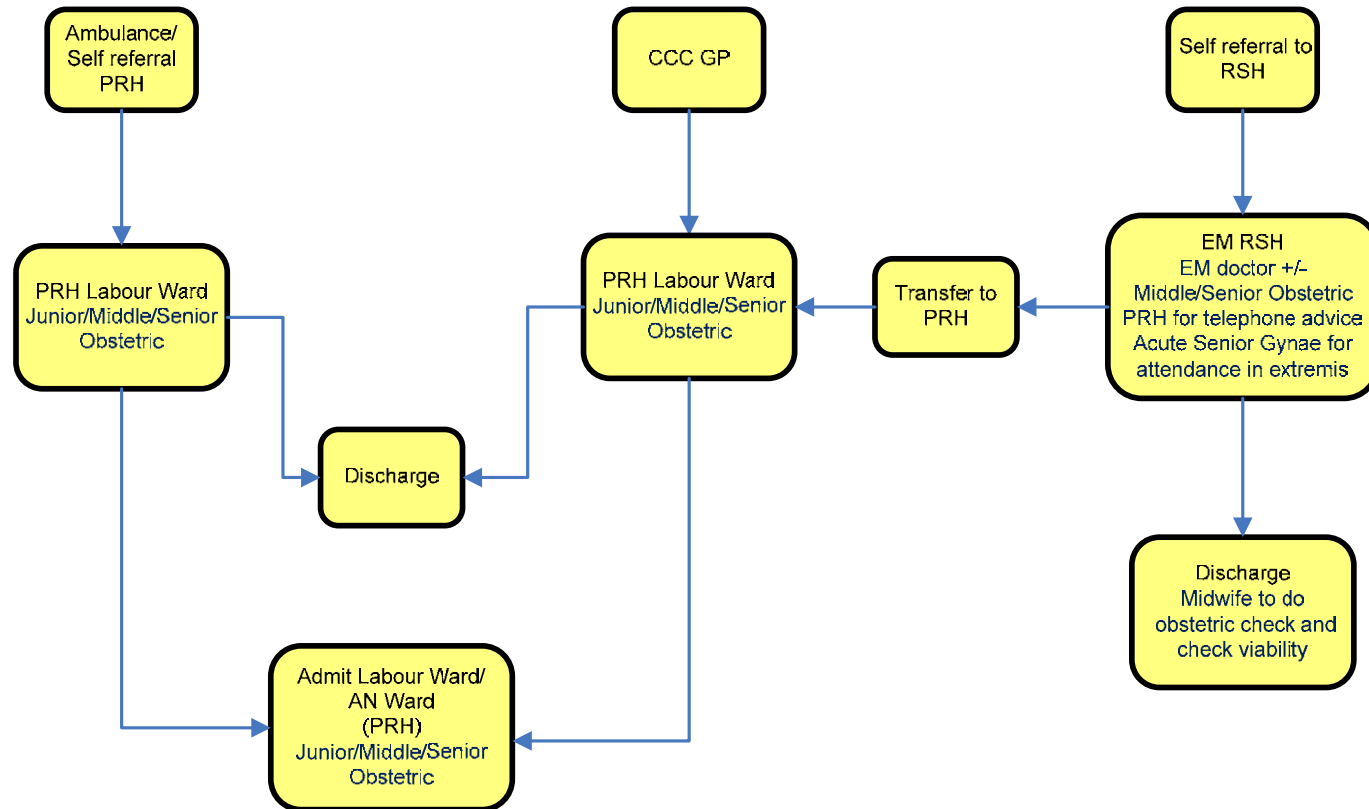 Ambulance/
Self referral
PRH
CCC GP
Self referral to
RSH
PRH Labour Ward
Junior/Middle/Senior
Obstetric
PRH Labour Ward
Junior/Middle/Senior
Obstetric
Transfer to
PRH
EM RSH
EM doctor +/-
Middle/Senior Obstetric
PRH for telephone advice
Acute Senior Gynae for
attendance in extremis
Discharge
Discharge
Midwife to do
obstetric check and
check viability
Admit Labour Ward/
AN Ward
(PRH)
Junior/Middle/Senior
Obstetric